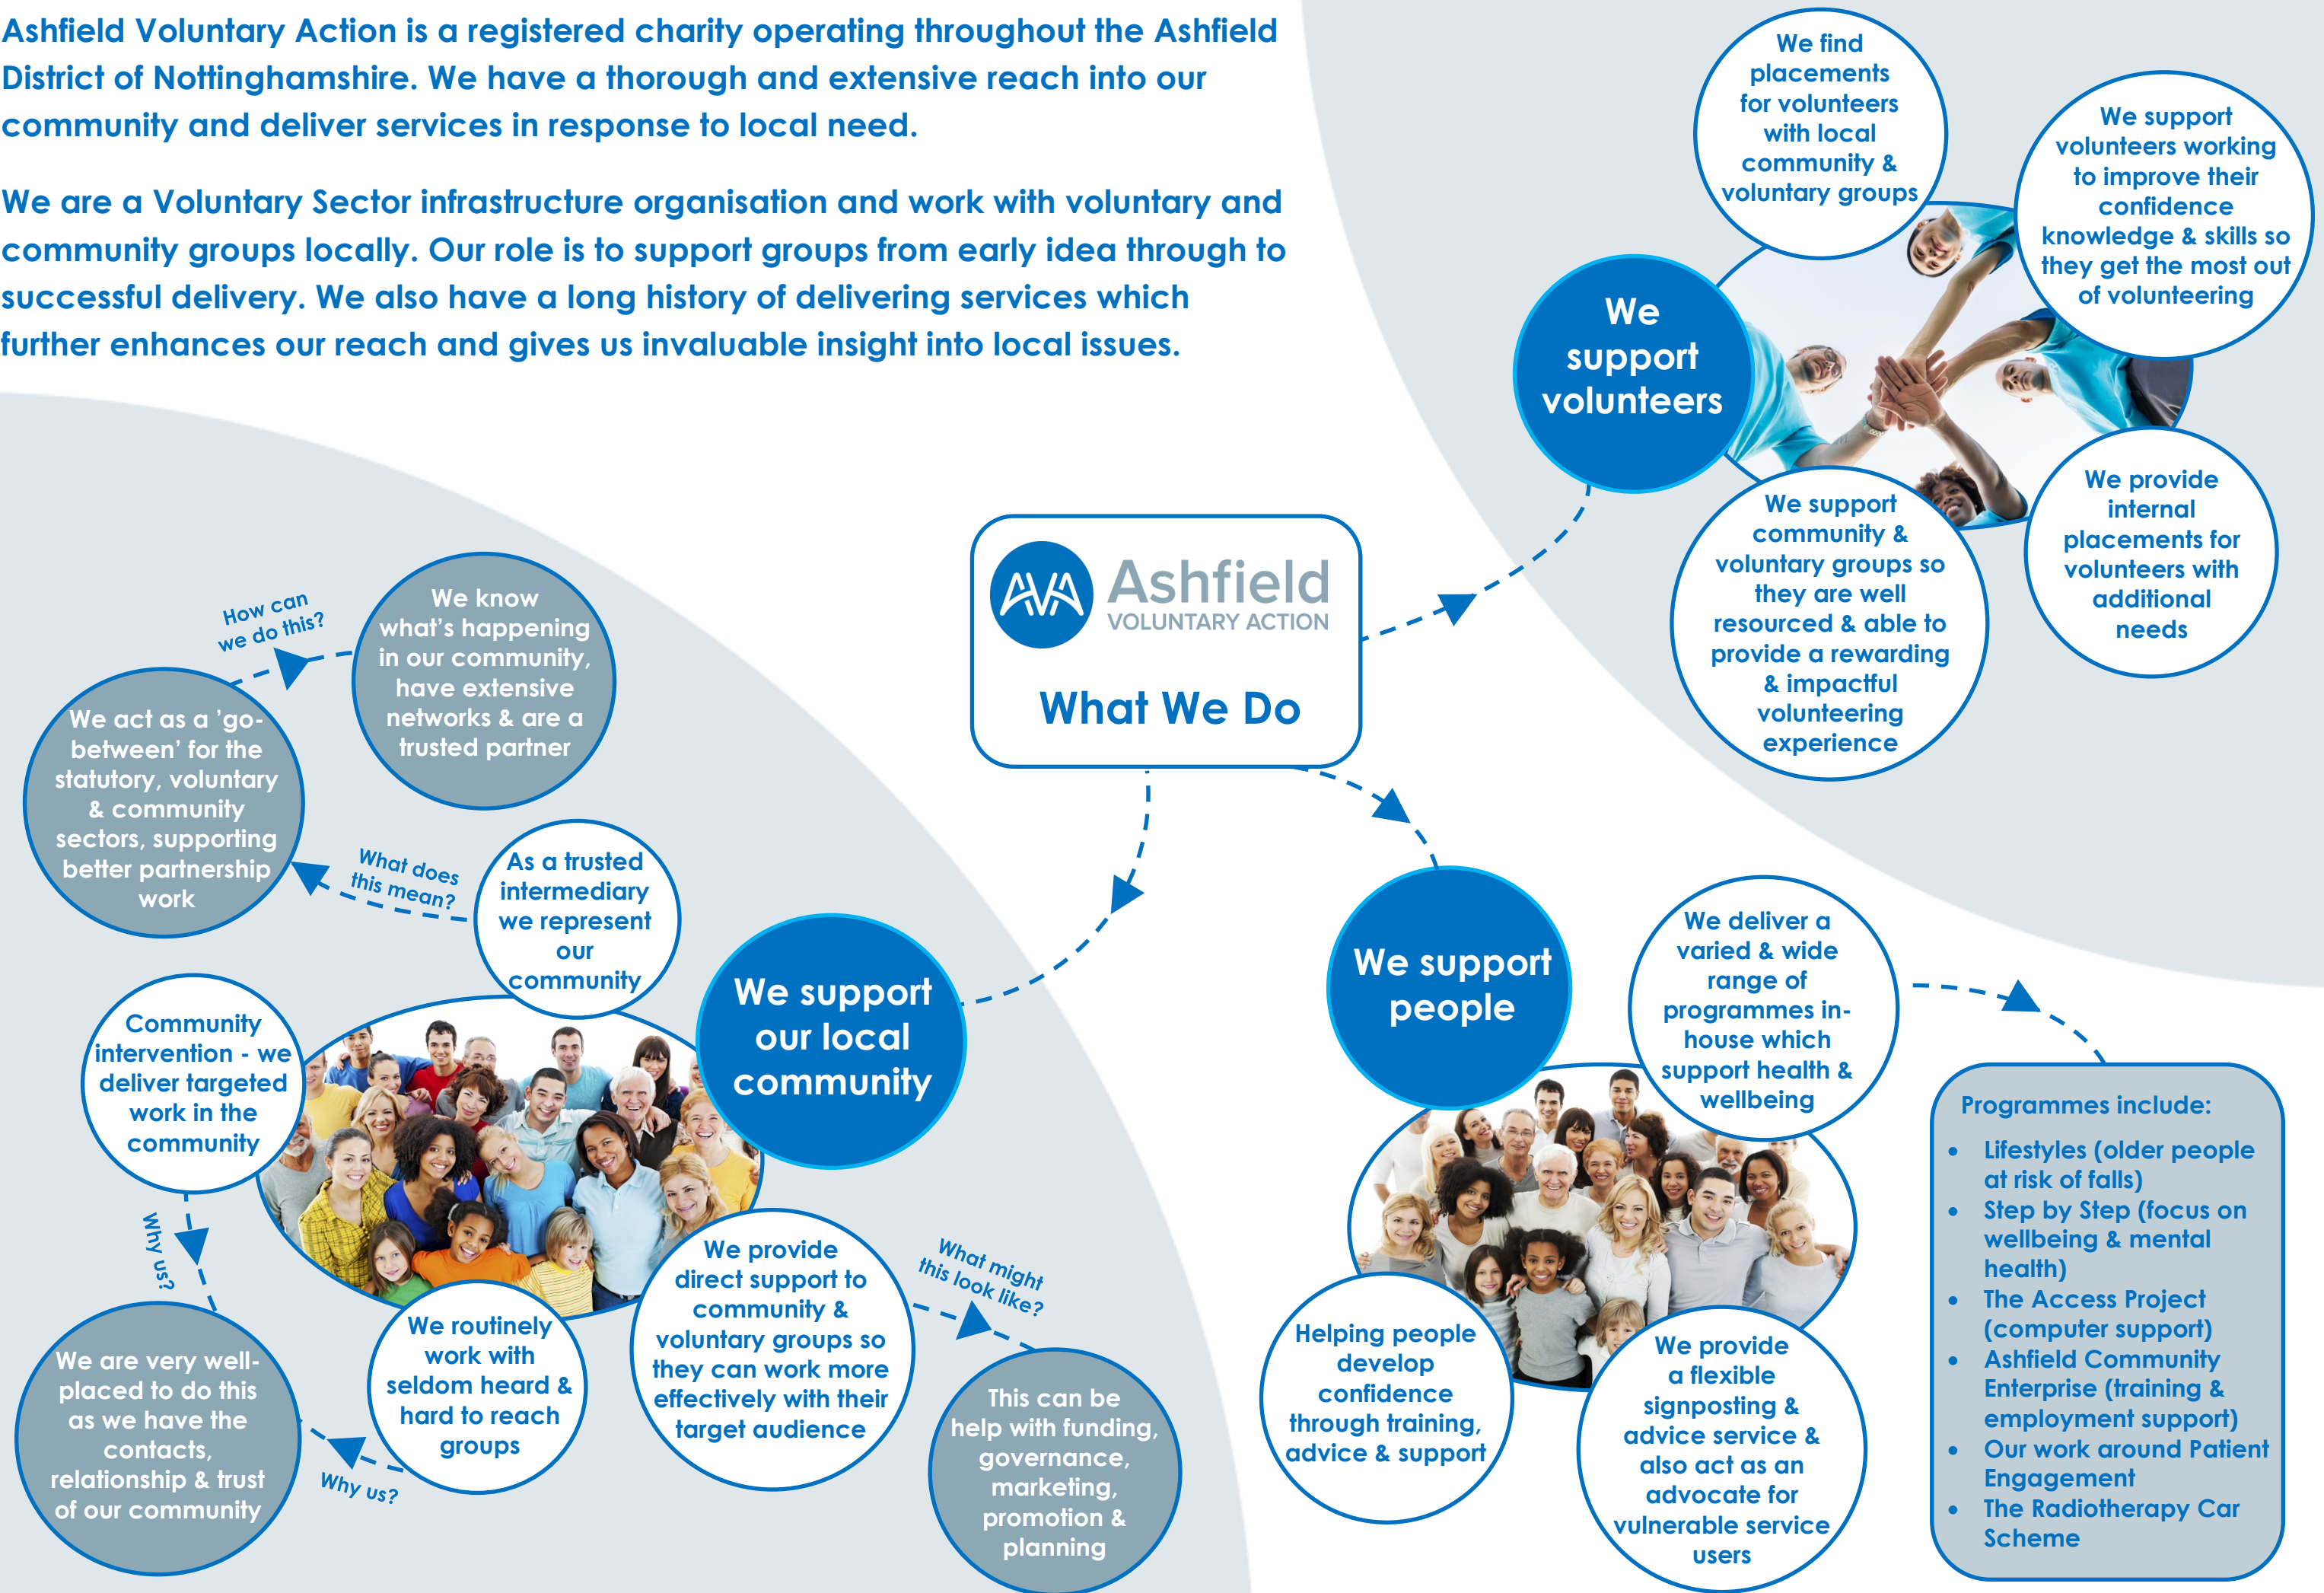 Ashfield Voluntary Action is a registered charity operating throughout the Ashfield
District of Nottinghamshire. We have a thorough and extensive reach into our
community and deliver services in response to local need.
We are a Voluntary Sector infrastructure organisation and work with voluntary and
community groups locally. Our role is to support groups from early idea through to
successful delivery. We also have a long history of delivering services which
further enhances our reach and gives us invaluable insight into local issues.
AVA
Ashfield
VOLUNTARY ACTION
What We Do
We
support
volunteers
We find
placements
for volunteers
with local
community &
voluntary groups
We support
volunteers working
to improve their
confidence
knowledge & skills so
they get the most out
of volunteering
We provide
internal
placements for
volunteers with
additional
needs
We support
community &
voluntary groups so
they are well
resourced & able to
provide a rewarding
& impactful
volunteering
experience
We support
our local
community
As a trusted
intermediary
we represent
our
community
What does
this mean?
We act as a 'go-
between' for the
statutory, voluntary
& community
sectors, supporting
better partnership
work
How can
we do this?
We know
what's happening
in our community,
have extensive
networks & are a
trusted partner
Community
intervention - we
deliver targeted
work in the
community
Why us?
We are very well-
placed to do this
as we have the
contacts,
relationship & trust
of our community
We routinely
work with
seldom heard &
hard to reach
groups
Why us?
We provide
direct support to
community &
voluntary groups so
they can work more
effectively with their
target audience
What might
this look like?
This can be
help with funding,
governance,
marketing,
promotion &
planning
We support
people
We deliver a
varied & wide
range of
programmes in-
house which
support health &
wellbeing
Programmes include:
• Lifestyles (older people
at risk of falls)
• Step by Step (focus on
wellbeing & mental
health)
• The Access Project
(computer support)
• Ashfield Community
Enterprise (training &
employment support)
• Our work around Patient
Engagement
• The Radiotherapy Car
Scheme
Helping people
develop
confidence
through training,
advice & support
We provide
a flexible
signposting &
advice service &
also act as an
advocate for
vulnerable service
users